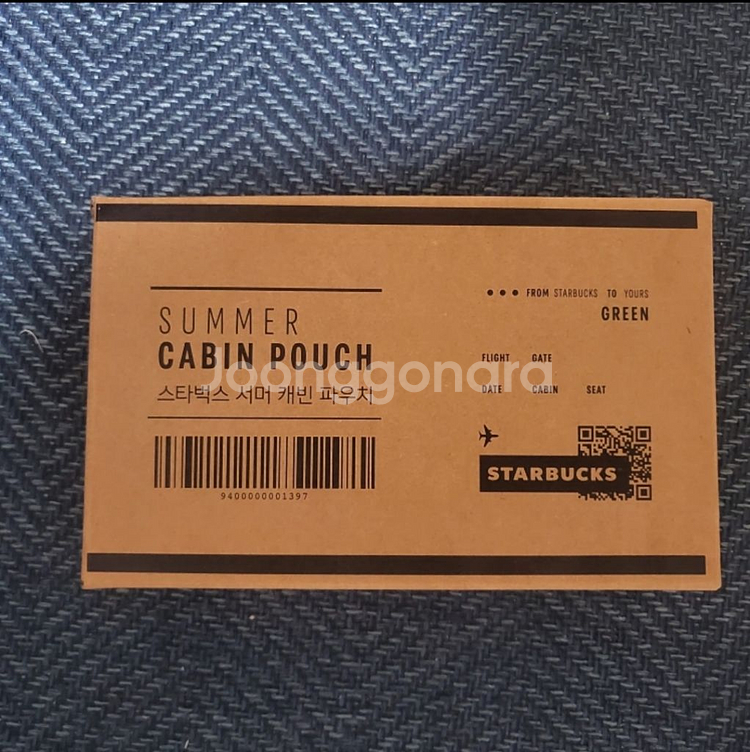 SUMMER
CABIN POUCH
스타벅스 서머 캐빈 파우치
9400000001397
FROM STARBUCKS TO YOURS
GREEN
FLIGHT GATE
DATE CABIN SEAT
STARBUCKS
Joonggonara